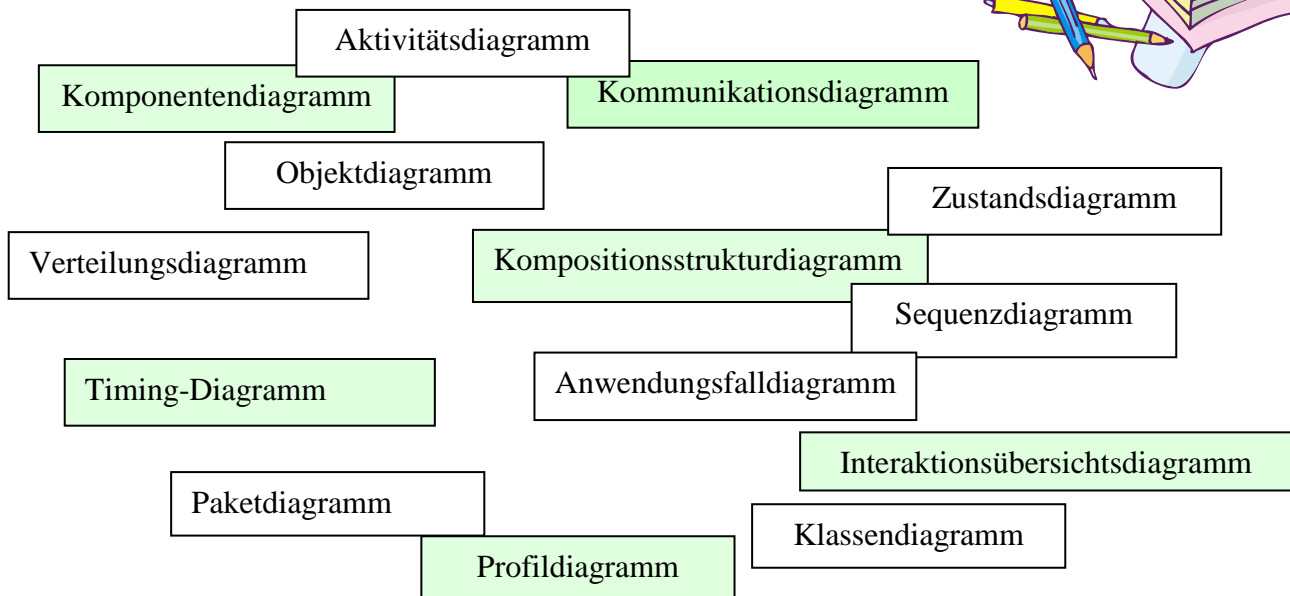 Aktivitätsdiagramm
Komponentendiagramm
Kommunikationsdiagramm
Objektdiagramm
Zustandsdiagramm
Verteilungsdiagramm
Kompositionsstrukturdiagramm
Sequenzdiagramm
Timing-Diagramm
Anwendungsfalldiagramm
Interaktionsübersichtsdiagramm
Paketdiagramm
Klassendiagramm
Profildiagramm